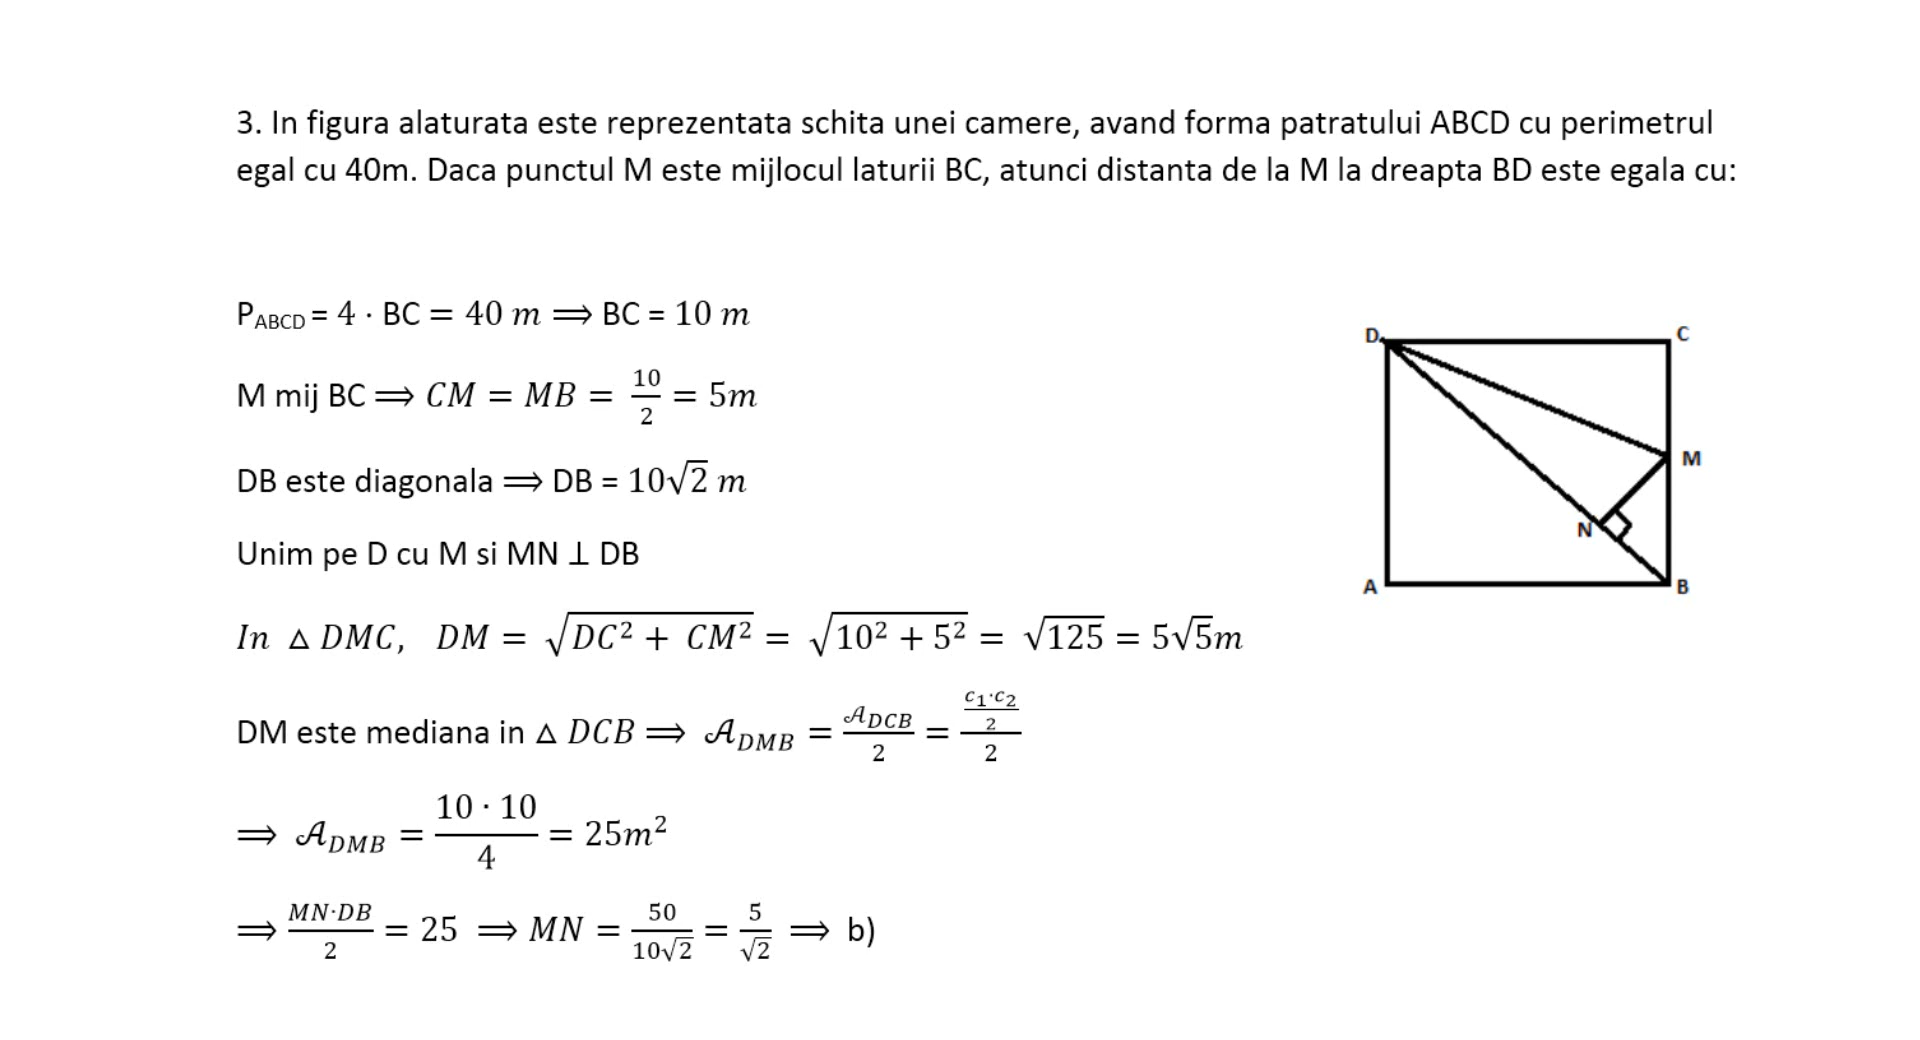 3. In figura alaturata este reprezentata schita unei camere, avand forma patratului ABCD cu perimetrul
egal cu 40m. Daca punctul M este mijlocul laturii BC, atunci distanta de la M la dreapta BD este egala cu:
P_ABCD = 4 · BC = 40 m ⟹ BC = 10 m
M mij BC ⟹ CM = MB = 10/2 = 5m
DB este diagonala ⟹ DB = 10√2 m
Unim pe D cu M si MN ⊥ DB
In △ DMC, DM = √(DC² + CM²) = √(10² + 5²) = √125 = 5√5m
DM este mediana in △ DCB ⟹ 𝒜_DMB = 𝒜_DCB/2 = ((c₁·c₂)/2)/2
⟹ 𝒜_DMB = (10 · 10)/4 = 25m²
⟹ (MN·DB)/2 = 25 ⟹ MN = 50/(10√2) = 5/√2 ⟹ b)
D
C
M
N
A
B